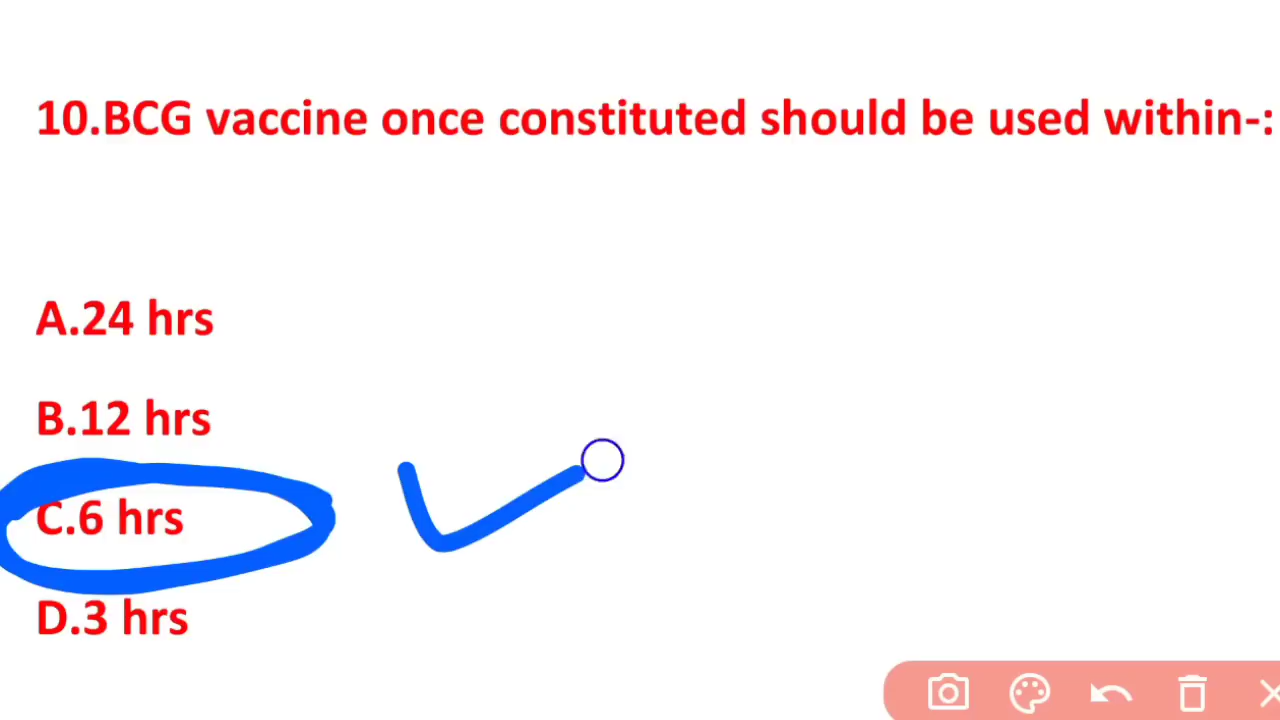 10.BCG vaccine once constituted should be used within-:
A.24 hrs
B.12 hrs
C.6 hrs
D.3 hrs